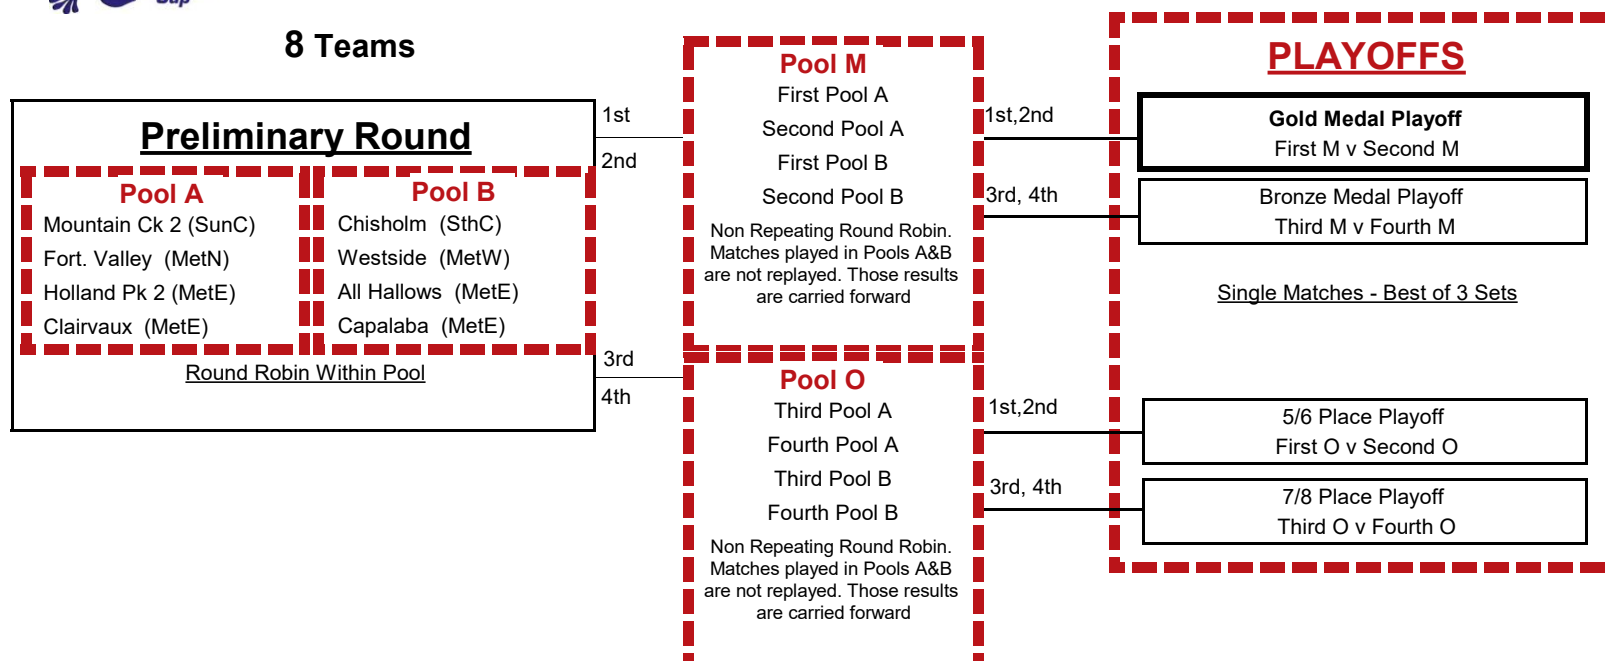 Cup
8 Teams
Preliminary Round
Pool A
Mountain Ck 2 (SunC)
Fort. Valley (MetN)
Holland Pk 2 (MetE)
Clairvaux (MetE)
Pool B
Chisholm (SthC)
Westside (MetW)
All Hallows (MetE)
Capalaba (MetE)
Round Robin Within Pool
1st
2nd
3rd
4th
Pool M
First Pool A
Second Pool A
First Pool B
Second Pool B
Non Repeating Round Robin.
Matches played in Pools A&B
are not replayed. Those results
are carried forward
Pool O
Third Pool A
Fourth Pool A
Third Pool B
Fourth Pool B
Non Repeating Round Robin.
Matches played in Pools A&B
are not replayed. Those results
are carried forward
1st,2nd
3rd, 4th
1st,2nd
3rd, 4th
PLAYOFFS
Gold Medal Playoff
First M v Second M
Bronze Medal Playoff
Third M v Fourth M
Single Matches - Best of 3 Sets
5/6 Place Playoff
First O v Second O
7/8 Place Playoff
Third O v Fourth O